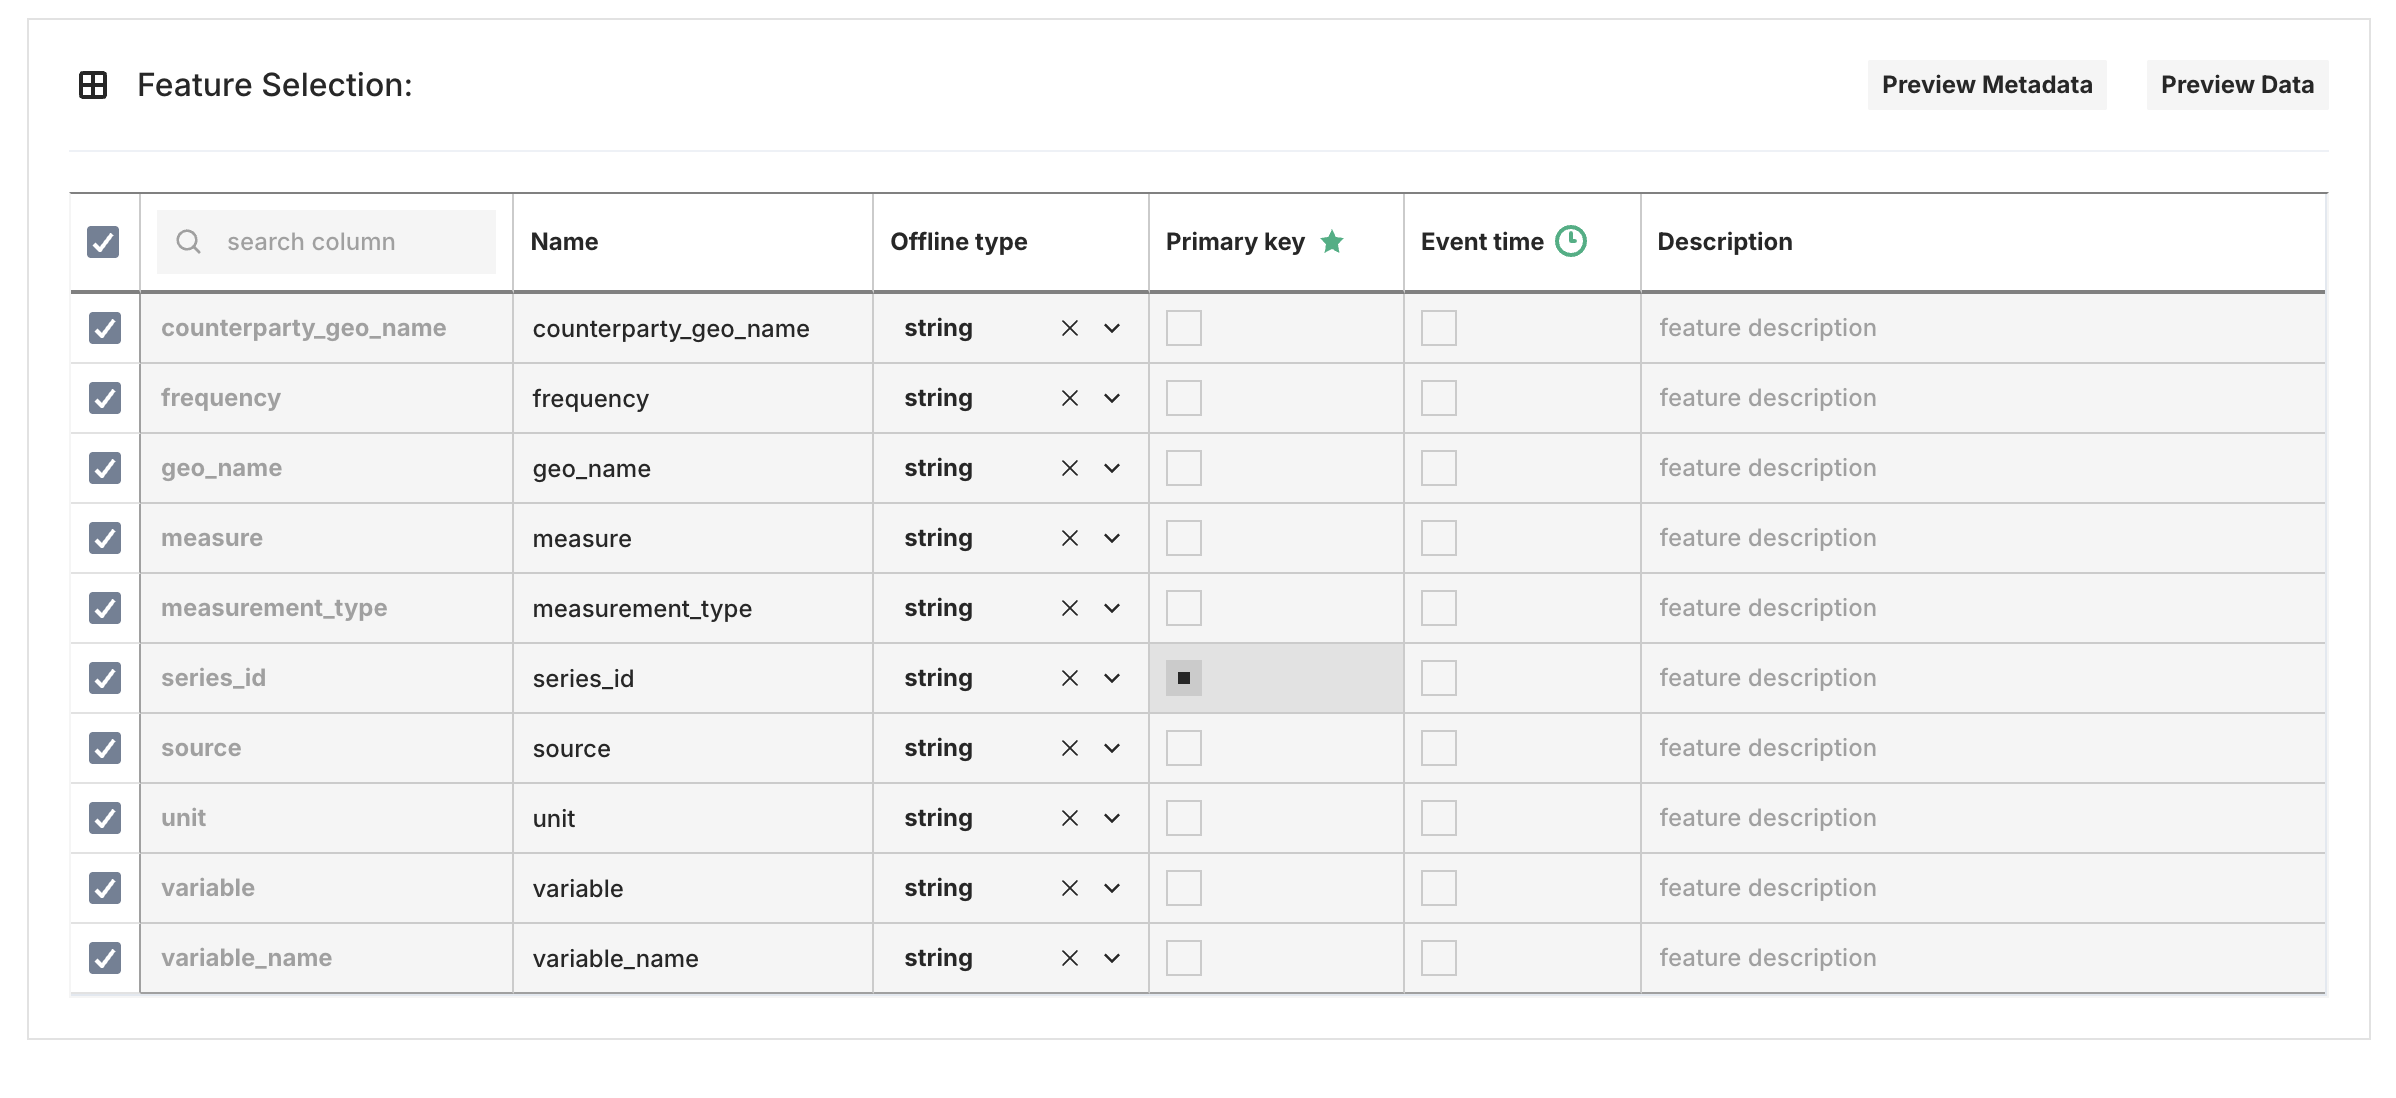 Feature Selection:
Preview Metadata
Preview Data
search column
Name
Offline type
Primary key
Event time
Description
counterparty_geo_name counterparty_geo_name string feature description
frequency frequency string feature description
geo_name geo_name string feature description
measure measure string feature description
measurement_type measurement_type string feature description
series_id series_id string feature description
source source string feature description
unit unit string feature description
variable variable string feature description
variable_name variable_name string feature description